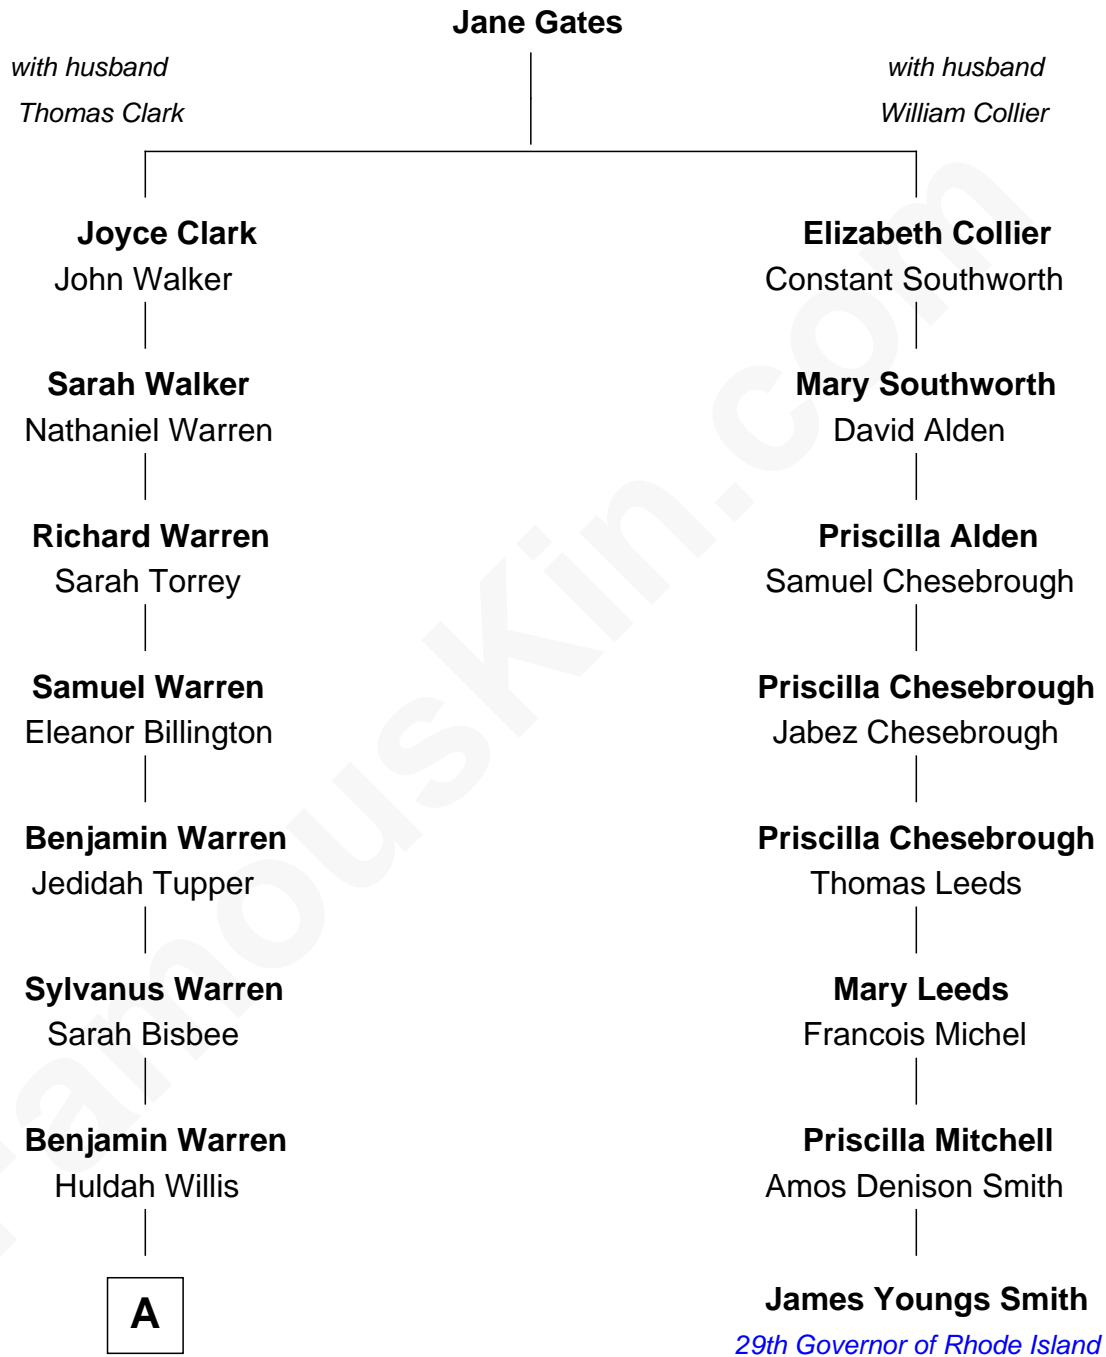 Jane Gates
with husband
Thomas Clark
with husband
William Collier
Joyce Clark
John Walker
Elizabeth Collier
Constant Southworth
Sarah Walker
Nathaniel Warren
Mary Southworth
David Alden
Richard Warren
Sarah Torrey
Priscilla Alden
Samuel Chesebrough
Samuel Warren
Eleanor Billington
Priscilla Chesebrough
Jabez Chesebrough
Benjamin Warren
Jedidah Tupper
Priscilla Chesebrough
Thomas Leeds
Sylvanus Warren
Sarah Bisbee
Mary Leeds
Francois Michel
Benjamin Warren
Huldah Willis
Priscilla Mitchell
Amos Denison Smith
A
James Youngs Smith
29th Governor of Rhode Island
FamousKin.com